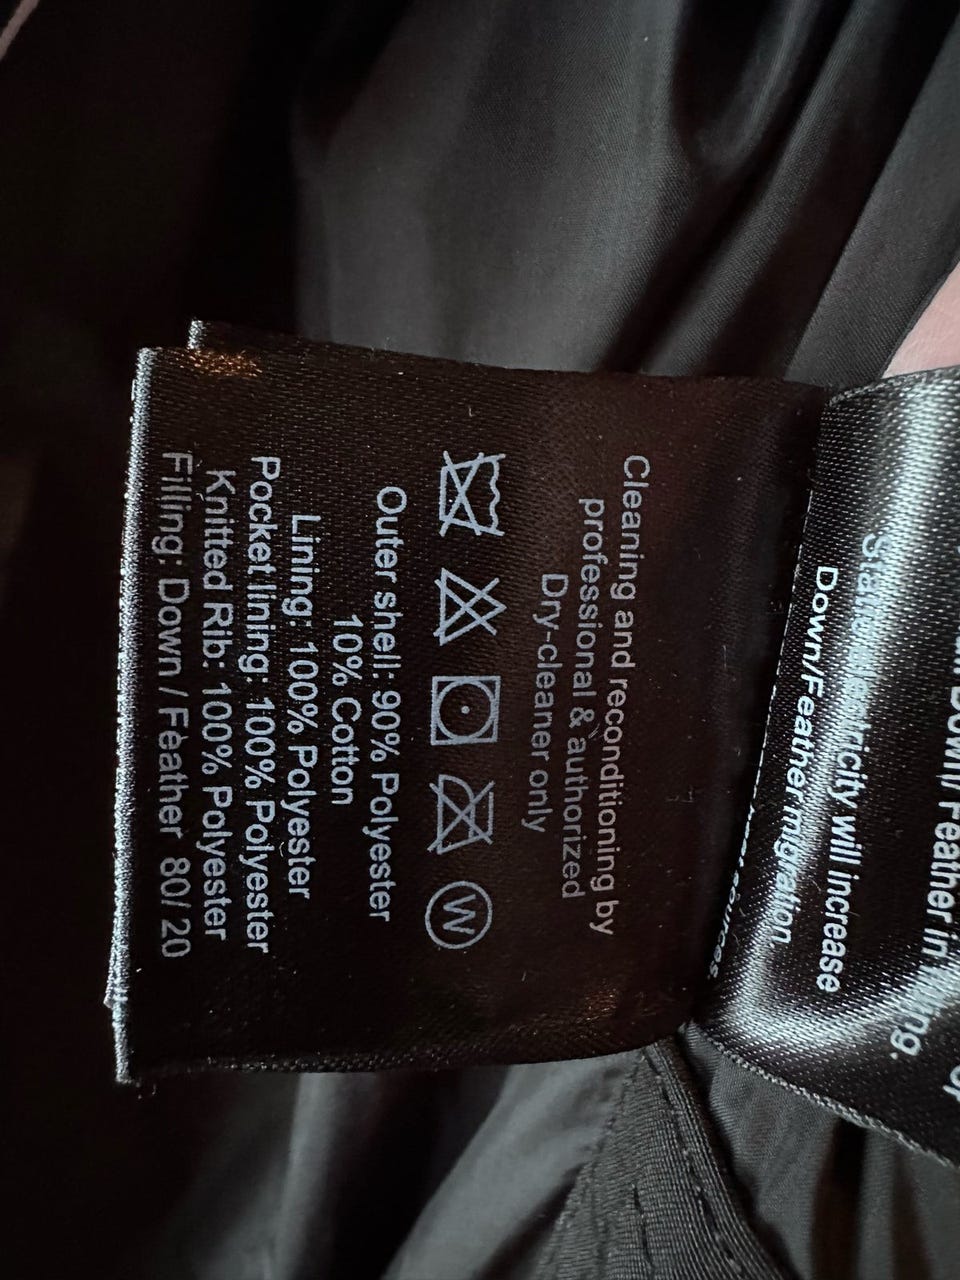 Down/ Feather in filling.
Static electricity will increase
Down/Feather migration
Cleaning and reconditioning by
professional & authorized
Dry-cleaner only
W
Outer shell: 90% Polyester
10% Cotton
Lining: 100% Polyester
Pocket lining: 100% Polyester
Knitted Rib: 100% Polyester
Filling: Down / Feather 80/ 20